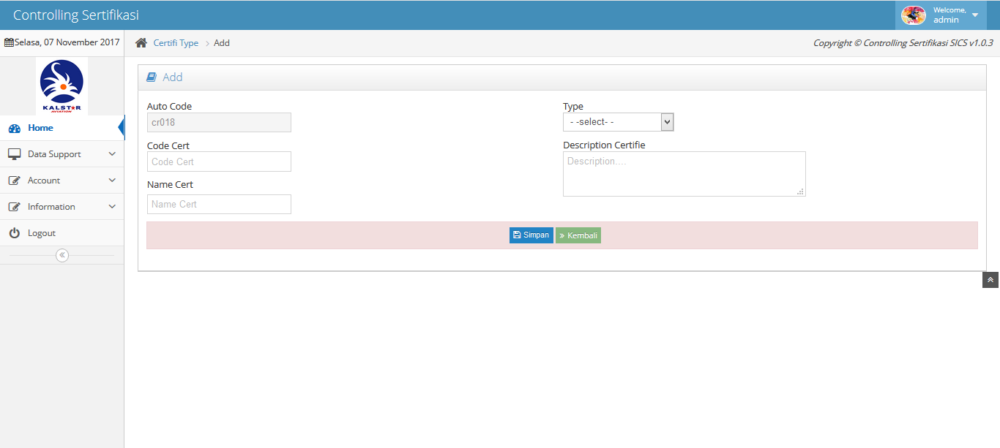 Controlling Sertifikasi
Welcome,
admin
Selasa, 07 November 2017
Certifi Type > Add
Copyright © Controlling Sertifikasi SICS v1.0.3
KALSTAR
AVIATION
Home
Data Support
Account
Information
Logout
Add
Auto Code
cr018
Code Cert
Code Cert
Name Cert
Name Cert
Type
- -select- -
Description Certifie
Description....
Simpan
Kembali